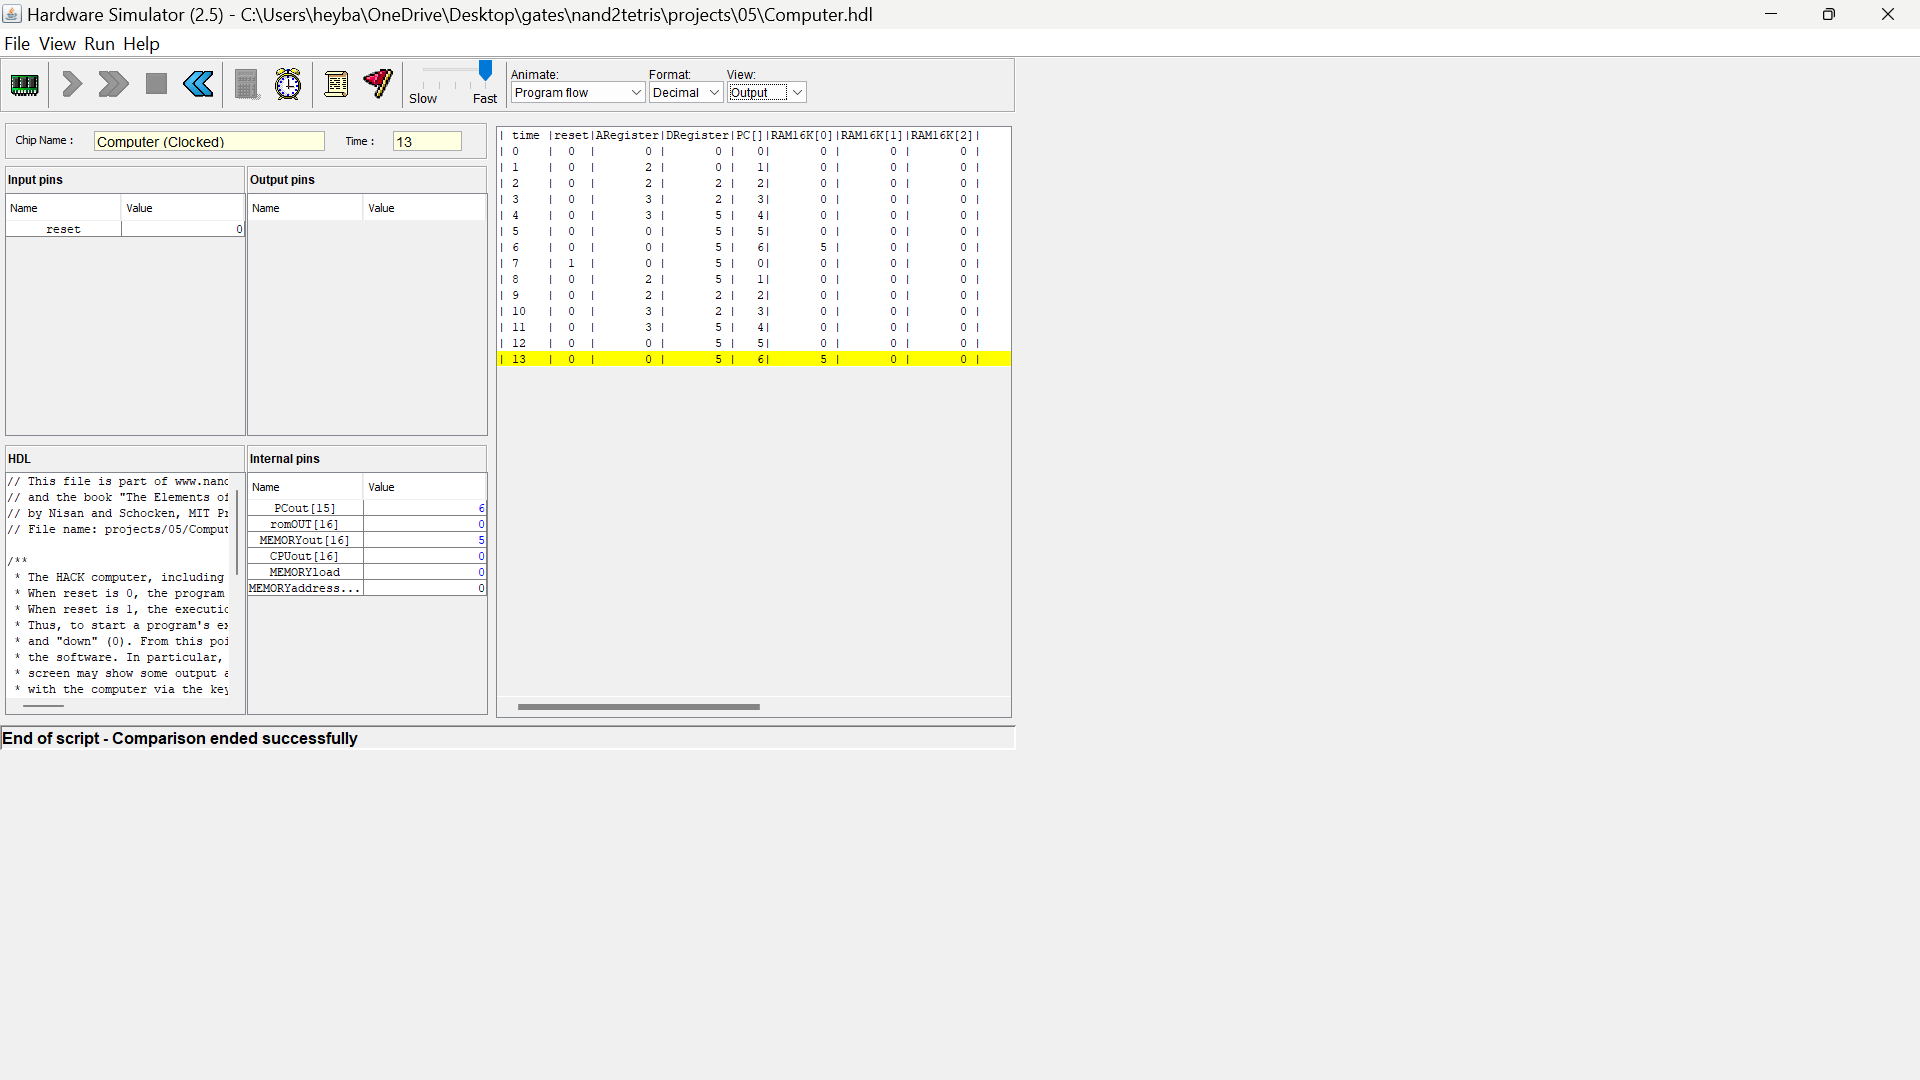 Hardware Simulator (2.5) - C:\Users\heyba\OneDrive\Desktop\gates\nand2tetris\projects\05\Computer.hdl
File View Run Help
Slow Fast
Animate: Format: View:
Program flow Decimal Output
Chip Name : Computer (Clocked) Time : 13
Input pins
Name Value
reset 0
Output pins
Name Value
HDL
// This file is part of www.nand
// and the book "The Elements of
// by Nisan and Schocken, MIT Pr
// File name: projects/05/Comput
/**
* The HACK computer, including
* When reset is 0, the program
* When reset is 1, the executio
* Thus, to start a program's ex
* and "down" (0). From this poi
* the software. In particular,
* screen may show some output a
* with the computer via the key
Internal pins
Name Value
PCout[15] 6
romOUT[16] 0
MEMORYout[16] 5
CPUout[16] 0
MEMORYload 0
MEMORYaddress... 0
| time |reset|ARegister|DRegister|PC[]|RAM16K[0]|RAM16K[1]|RAM16K[2]|
| 0 | 0 | 0 | 0 | 0| 0 | 0 | 0 |
| 1 | 0 | 2 | 0 | 1| 0 | 0 | 0 |
| 2 | 0 | 2 | 2 | 2| 0 | 0 | 0 |
| 3 | 0 | 3 | 2 | 3| 0 | 0 | 0 |
| 4 | 0 | 3 | 5 | 4| 0 | 0 | 0 |
| 5 | 0 | 0 | 5 | 5| 0 | 0 | 0 |
| 6 | 0 | 0 | 5 | 6| 5 | 0 | 0 |
| 7 | 1 | 0 | 5 | 0| 0 | 0 | 0 |
| 8 | 0 | 2 | 5 | 1| 0 | 0 | 0 |
| 9 | 0 | 2 | 2 | 2| 0 | 0 | 0 |
| 10 | 0 | 3 | 2 | 3| 0 | 0 | 0 |
| 11 | 0 | 3 | 5 | 4| 0 | 0 | 0 |
| 12 | 0 | 0 | 5 | 5| 0 | 0 | 0 |
| 13 | 0 | 0 | 5 | 6| 5 | 0 | 0 |
End of script - Comparison ended successfully